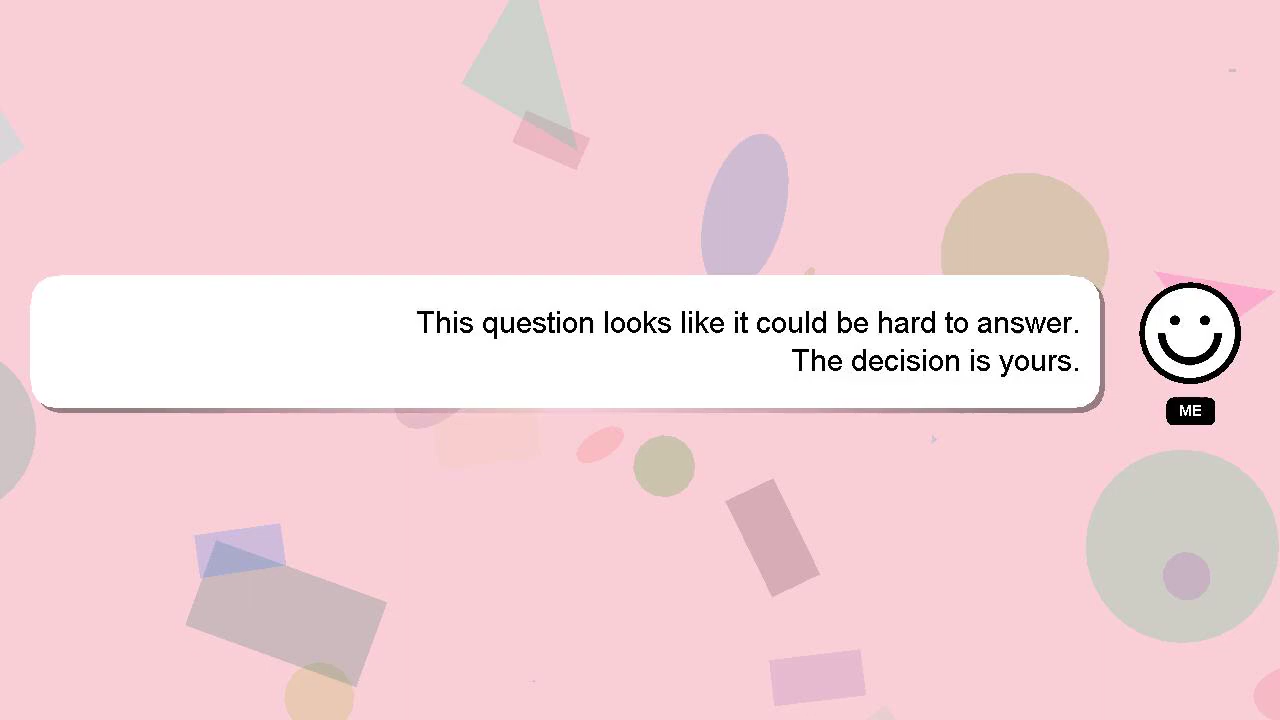 This question looks like it could be hard to answer.
The decision is yours.
ME